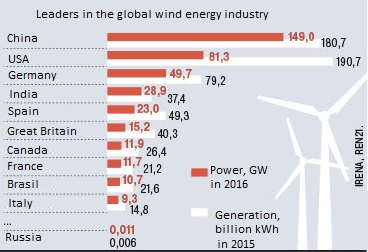 Leaders in the global wind energy industry
China 149,0 180,7
USA 81,3 190,7
Germany 49,7 79,2
India 28,9 37,4
Spain 23,0 49,3
Great Britain 15,2 40,3
Canada 11,9 26,4
France 11,7 21,2
Brasil 10,7 21,6
Italy 9,3 14,8
...
Russia 0,011 0,006
Power, GW
in 2016
Generation,
billion kWh
in 2015
IRENA, REN21.